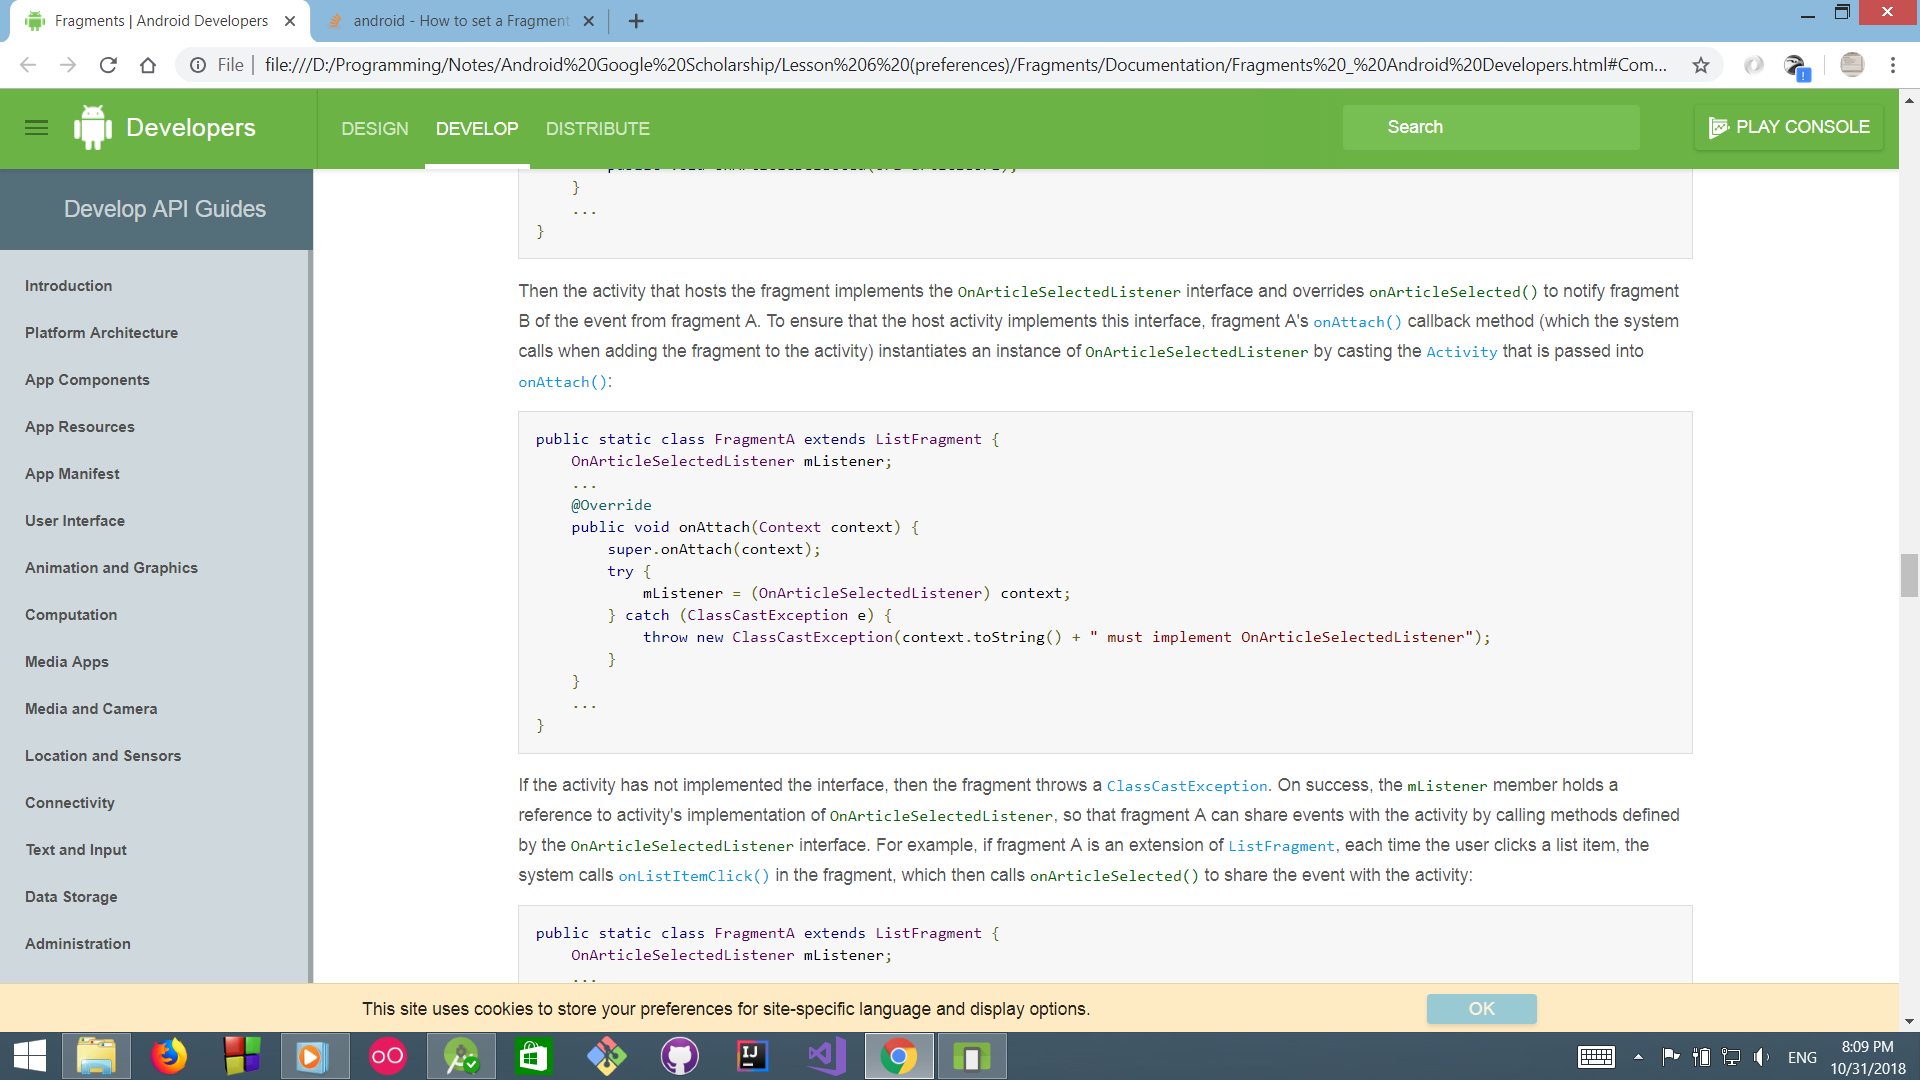 Fragments | Android Developers
android - How to set a Fragment
File
file:///D:/Programming/Notes/Android%20Google%20Scholarship/Lesson%206%20(preferences)/Fragments/Documentation/Fragments%20_%20Android%20Developers.html#Com...
Developers
DESIGN
DEVELOP
DISTRIBUTE
Search
PLAY CONSOLE
Develop API Guides
Introduction
Platform Architecture
App Components
App Resources
App Manifest
User Interface
Animation and Graphics
Computation
Media Apps
Media and Camera
Location and Sensors
Connectivity
Text and Input
Data Storage
Administration
}
...
}
Then the activity that hosts the fragment implements the OnArticleSelectedListener interface and overrides onArticleSelected() to notify fragment
B of the event from fragment A. To ensure that the host activity implements this interface, fragment A's onAttach() callback method (which the system
calls when adding the fragment to the activity) instantiates an instance of OnArticleSelectedListener by casting the Activity that is passed into
onAttach():
public static class FragmentA extends ListFragment {
OnArticleSelectedListener mListener;
...
@Override
public void onAttach(Context context) {
super.onAttach(context);
try {
mListener = (OnArticleSelectedListener) context;
} catch (ClassCastException e) {
throw new ClassCastException(context.toString() + " must implement OnArticleSelectedListener");
}
}
...
}
If the activity has not implemented the interface, then the fragment throws a ClassCastException. On success, the mListener member holds a
reference to activity's implementation of OnArticleSelectedListener, so that fragment A can share events with the activity by calling methods defined
by the OnArticleSelectedListener interface. For example, if fragment A is an extension of ListFragment, each time the user clicks a list item, the
system calls onListItemClick() in the fragment, which then calls onArticleSelected() to share the event with the activity:
public static class FragmentA extends ListFragment {
OnArticleSelectedListener mListener;
...
This site uses cookies to store your preferences for site-specific language and display options.
OK
IJ
ENG
8:09 PM
10/31/2018